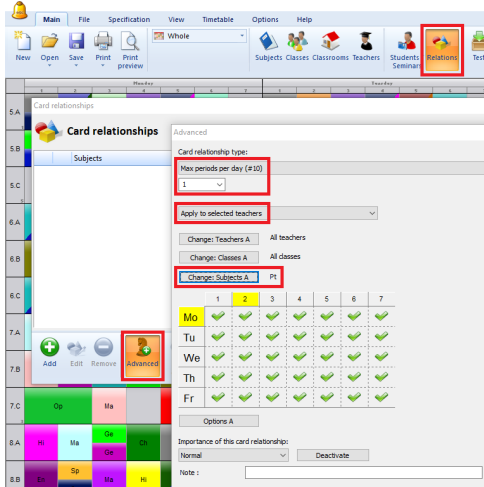 Main File Specification View Timetable Options Help
Whole
New Open Save Print Print preview Subjects Classes Classrooms Teachers Students Seminars Relations Test
Monday Tuesday
1 2 3 4 5 6 7 1 2 3 4 5 6
5.A
Card relationships
Card relationships
Subjects
5.B
5.C
6.A
6.B
6.C
7.A
7.B
Add Edit Remove Advanced
Advanced
Card relationship type:
Max periods per day (#10)
1
Apply to selected teachers
Change: Teachers A All teachers
Change: Classes A All classes
Change: Subjects A Pt
1 2 3 4 5 6 7
Mo
Tu
We
Th
Fr
Options A
Importance of this card relationship:
Normal Deactivate
Note :
7.C Op Ma
8.A Hi Ma Ge Ch
Ge
8.B Sp Ma Hi